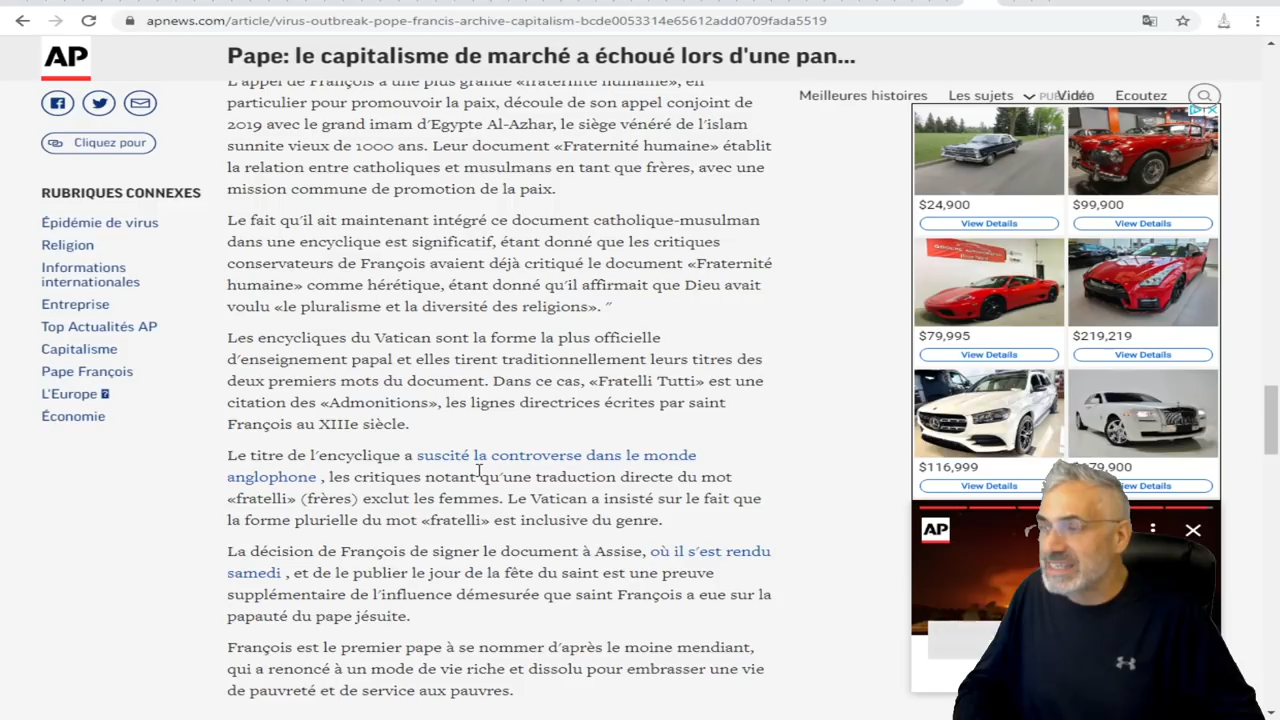 apnews.com/article/virus-outbreak-pope-francis-archive-capitalism-bcde0053314e65612add0709fada5519
AP
Pape: le capitalisme de marché a échoué lors d'une pan...
Meilleures histoires
Les sujets
Vidéo
Ecoutez
Cliquez pour
RUBRIQUES CONNEXES
Épidémie de virus
Religion
Informations
internationales
Entreprise
Top Actualités AP
Capitalisme
Pape François
L'Europe
Économie
L'appel de François à une plus grande «fraternité humaine», en
particulier pour promouvoir la paix, découle de son appel conjoint de
2019 avec le grand imam d'Egypte Al-Azhar, le siège vénéré de l'islam
sunnite vieux de 1000 ans. Leur document «Fraternité humaine» établit
la relation entre catholiques et musulmans en tant que frères, avec une
mission commune de promotion de la paix.
Le fait qu'il ait maintenant intégré ce document catholique-musulman
dans une encyclique est significatif, étant donné que les critiques
conservateurs de François avaient déjà critiqué le document «Fraternité
humaine» comme hérétique, étant donné qu'il affirmait que Dieu avait
voulu «le pluralisme et la diversité des religions». ”
Les encycliques du Vatican sont la forme la plus officielle
d'enseignement papal et elles tirent traditionnellement leurs titres des
deux premiers mots du document. Dans ce cas, «Fratelli Tutti» est une
citation des «Admonitions», les lignes directrices écrites par saint
François au XIIIe siècle.
Le titre de l'encyclique a suscité la controverse dans le monde
anglophone , les critiques notant qu'une traduction directe du mot
«fratelli» (frères) exclut les femmes. Le Vatican a insisté sur le fait que
la forme plurielle du mot «fratelli» est inclusive du genre.
La décision de François de signer le document à Assise, où il s'est rendu
samedi , et de le publier le jour de la fête du saint est une preuve
supplémentaire de l'influence démesurée que saint François a eue sur la
papauté du pape jésuite.
François est le premier pape à se nommer d'après le moine mendiant,
qui a renoncé à un mode de vie riche et dissolu pour embrasser une vie
de pauvreté et de service aux pauvres.
$24,900
$99,900
View Details
View Details
$79,995
$219,219
View Details
View Details
$116,999
79,900
View Details
View Details
AP